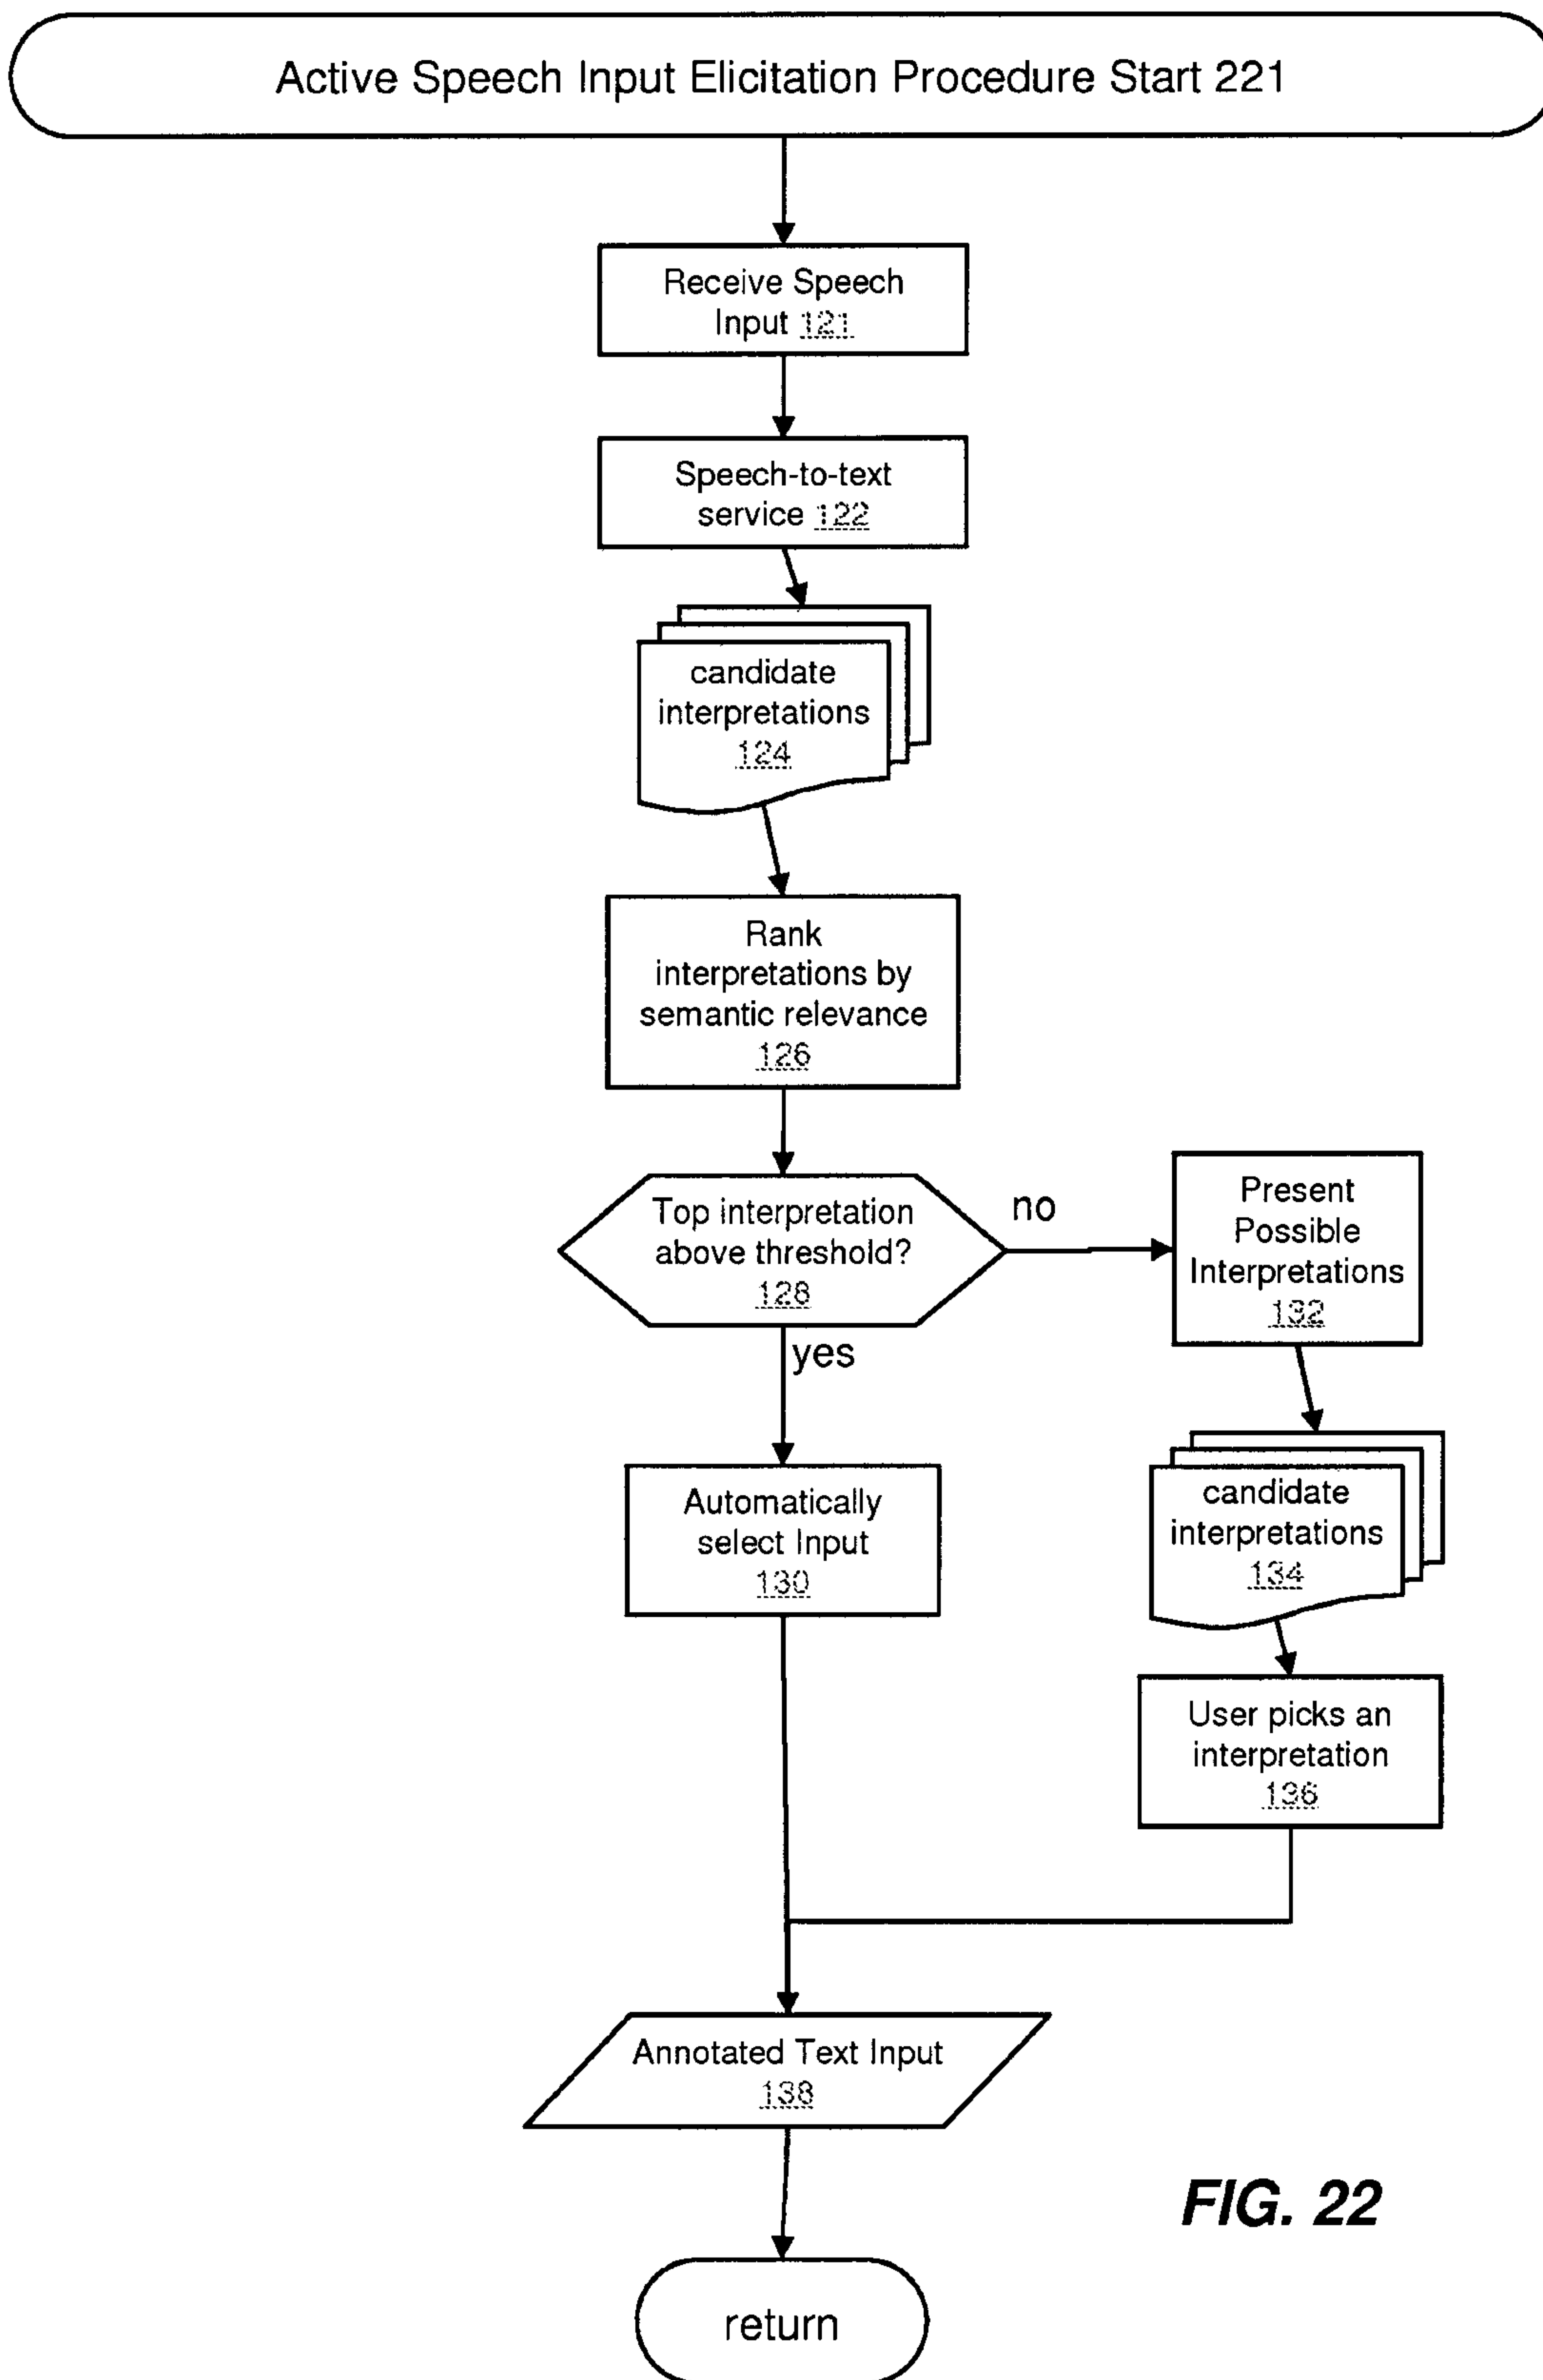 Active Speech Input Elicitation Procedure Start 221
Receive Speech
Input 121
Speech-to-text
service 122
candidate
interpretations
124
Rank
interpretations by
semantic relevance
126
Top interpretation
above threshold?
128
no
Present
Possible
Interpretations
132
yes
Automatically
select Input
130
candidate
interpretations
134
User picks an
interpretation
136
Annotated Text Input
138
FIG. 22
return